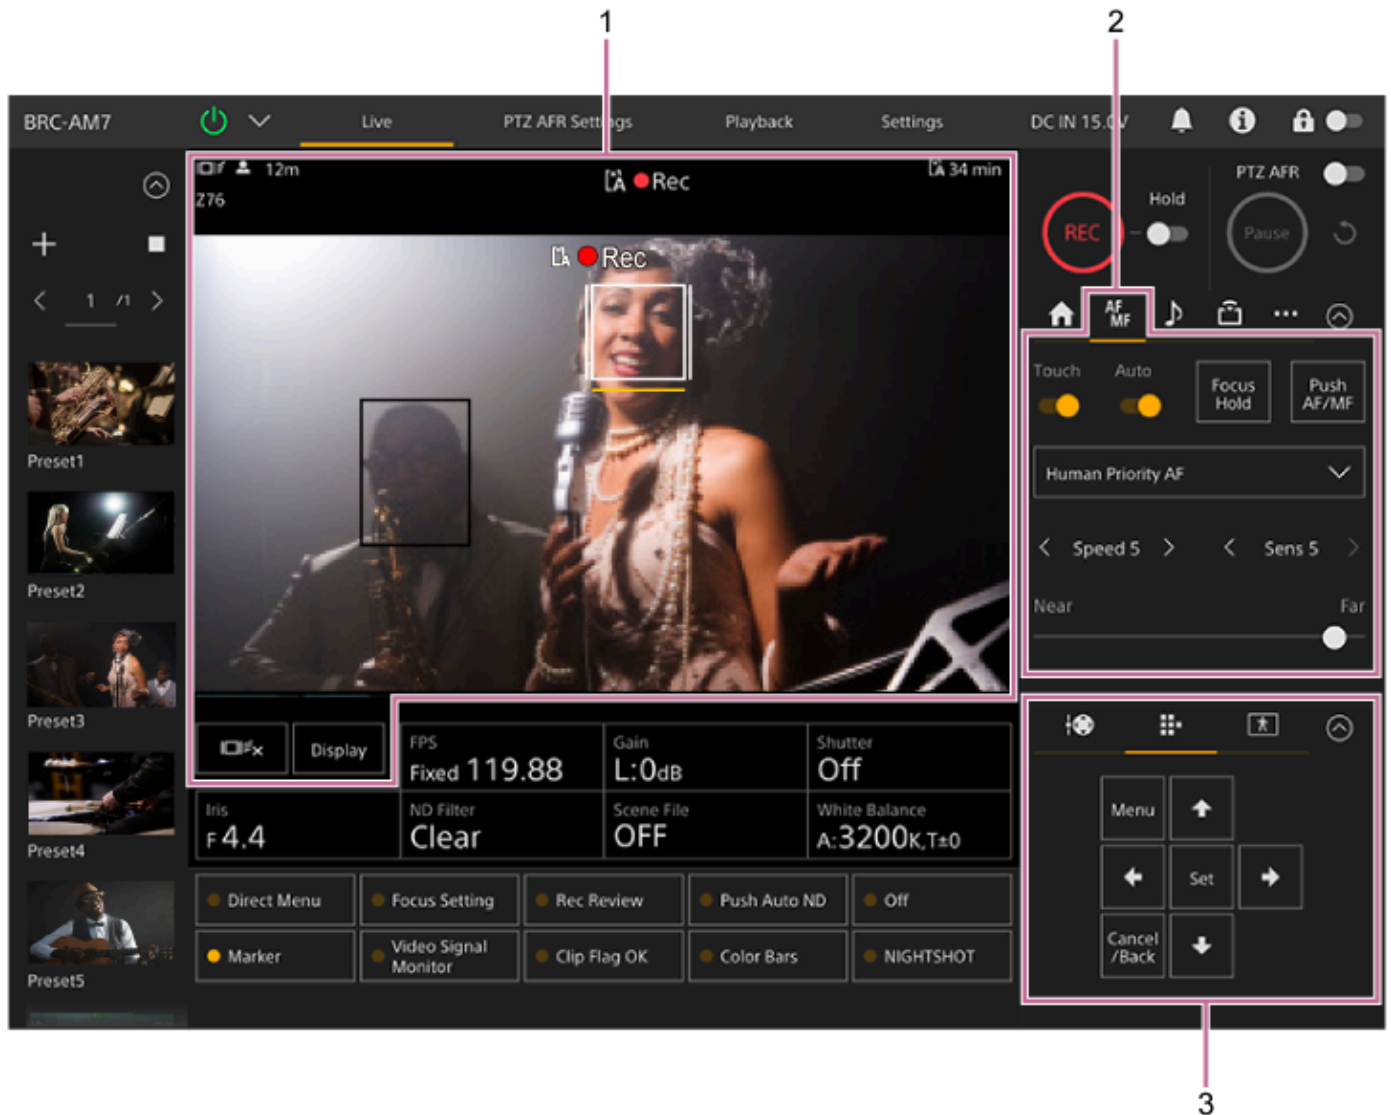 1
2
BRC-AM7
Live
PTZ AFR Settings
Playback
Settings
DC IN 15.0V
12m
A Rec
A 34 min
Z76
A Rec
PTZ AFR
Hold
REC
Pause
1 /1
AF
MF
Touch
Auto
Focus
Hold
Push
AF/MF
Human Priority AF
Speed 5
Sens 5
Near
Far
Preset1
Preset2
Preset3
Preset4
Preset5
Display
FPS
Fixed 119.88
Gain
L:0dB
Shutter
Off
Iris
F4.4
ND Filter
Clear
Scene File
OFF
White Balance
A:3200K,T±0
Direct Menu
Focus Setting
Rec Review
Push Auto ND
Off
Marker
Video Signal
Monitor
Clip Flag OK
Color Bars
NIGHTSHOT
Menu
Set
Cancel
/Back
3